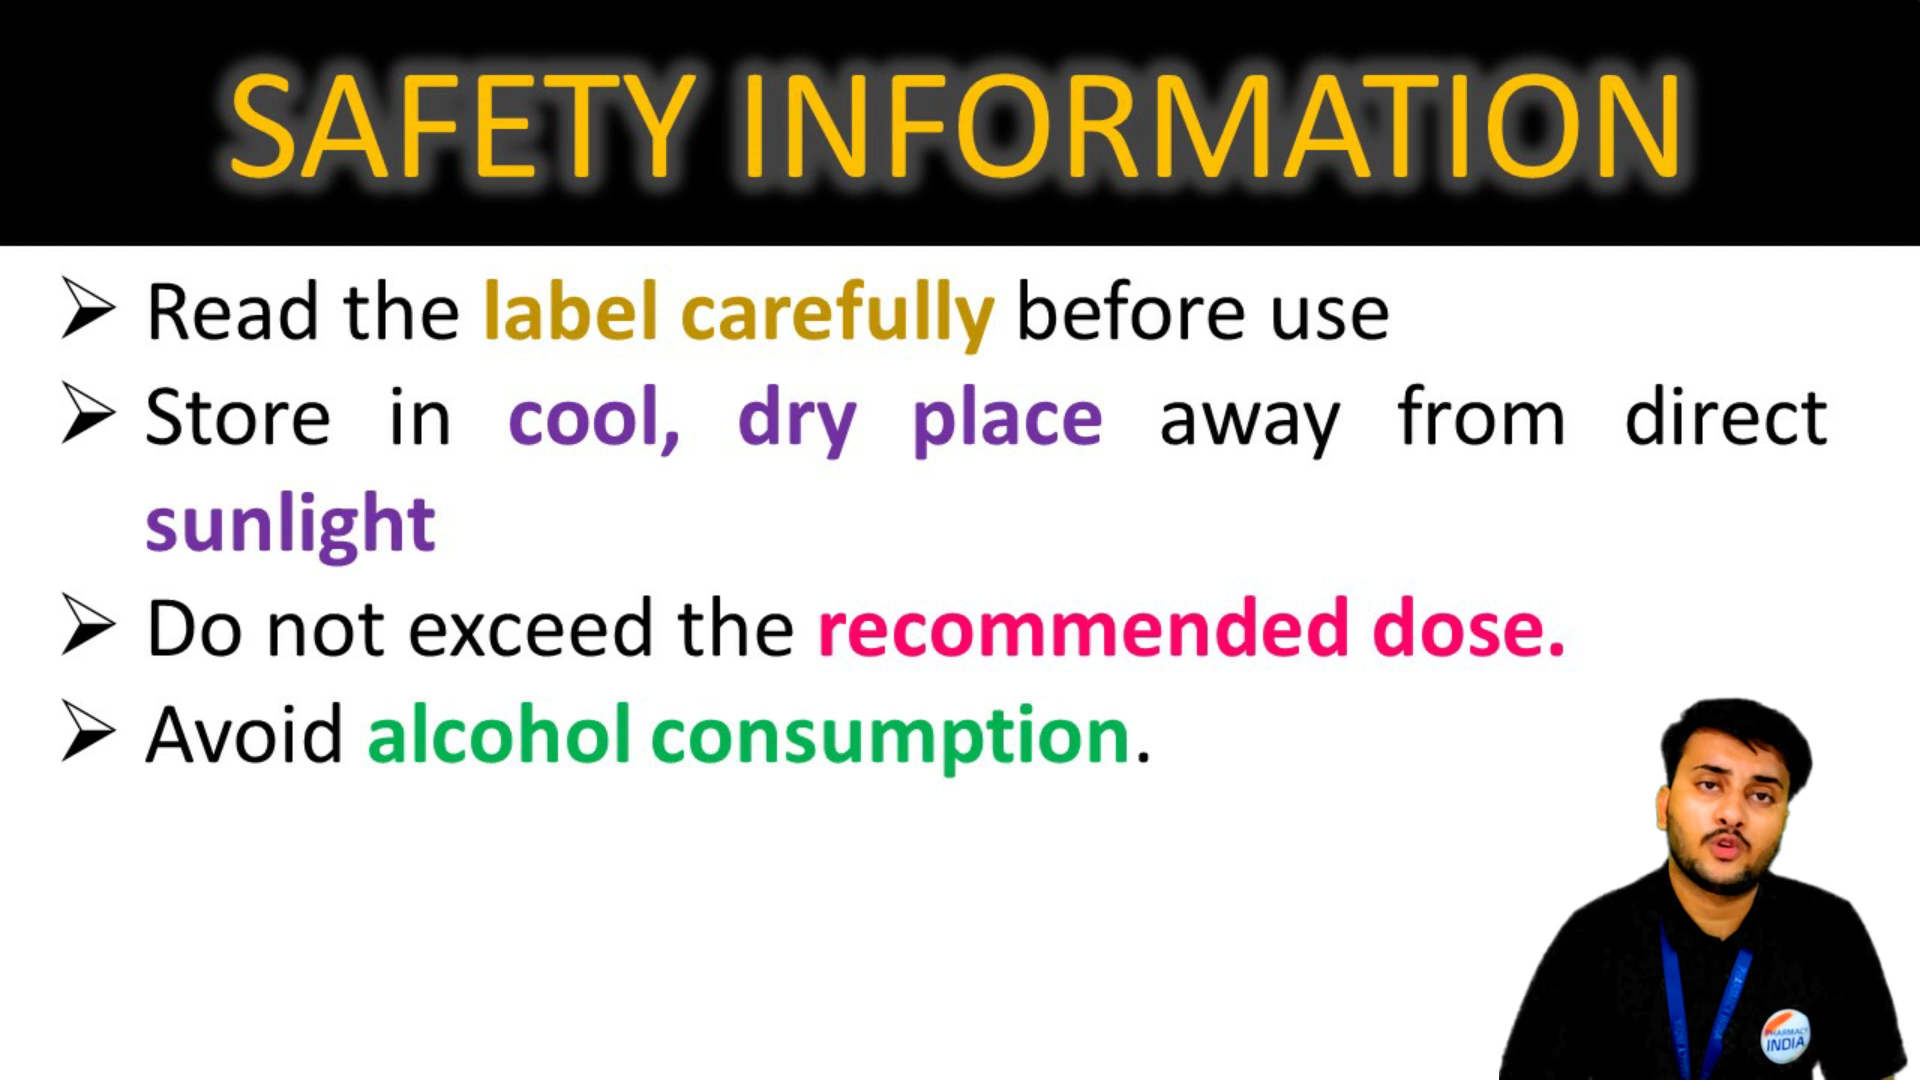 SAFETY INFORMATION
Read the label carefully before use
Store in cool, dry place away from direct
sunlight
Do not exceed the recommended dose.
Avoid alcohol consumption.
PHARMACY
INDIA